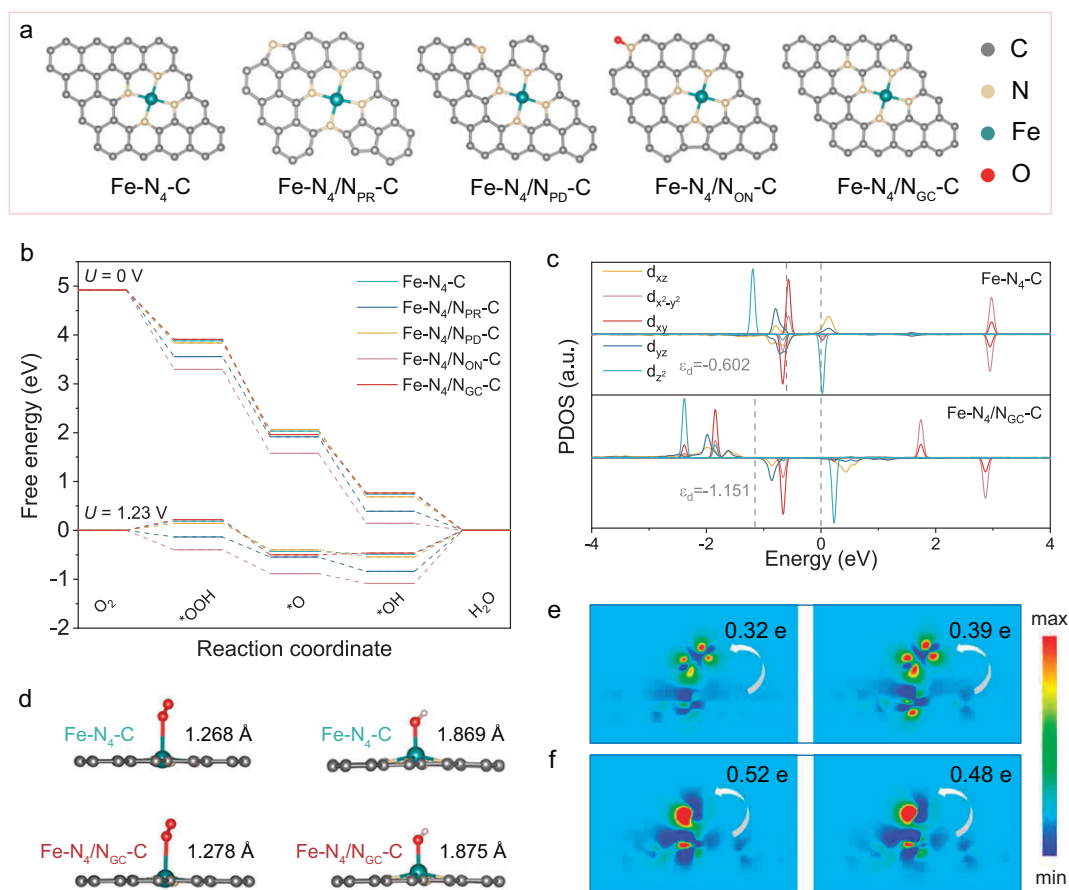 a
C
N
Fe
O
Fe-N4-C
Fe-N4/NPR-C
Fe-N4/NPD-C
Fe-N4/NON-C
Fe-N4/NGC-C
b
U = 0 V
Fe-N4-C
Fe-N4/NPR-C
Fe-N4/NPD-C
Fe-N4/NON-C
Fe-N4/NGC-C
U = 1.23 V
5
4
3
2
1
0
-1
-2
Free energy (eV)
O2
*OOH
*O
*OH
H2O
Reaction coordinate
c
dxz
dx²-y²
dxy
dyz
dz²
Fe-N4-C
εd=-0.602
Fe-N4/NGC-C
εd=-1.151
PDOS (a.u.)
-4
-2
0
2
4
Energy (eV)
d
Fe-N4-C
1.268 Å
Fe-N4-C
1.869 Å
Fe-N4/NGC-C
1.278 Å
Fe-N4/NGC-C
1.875 Å
e
0.32 e
0.39 e
f
0.52 e
0.48 e
max
min